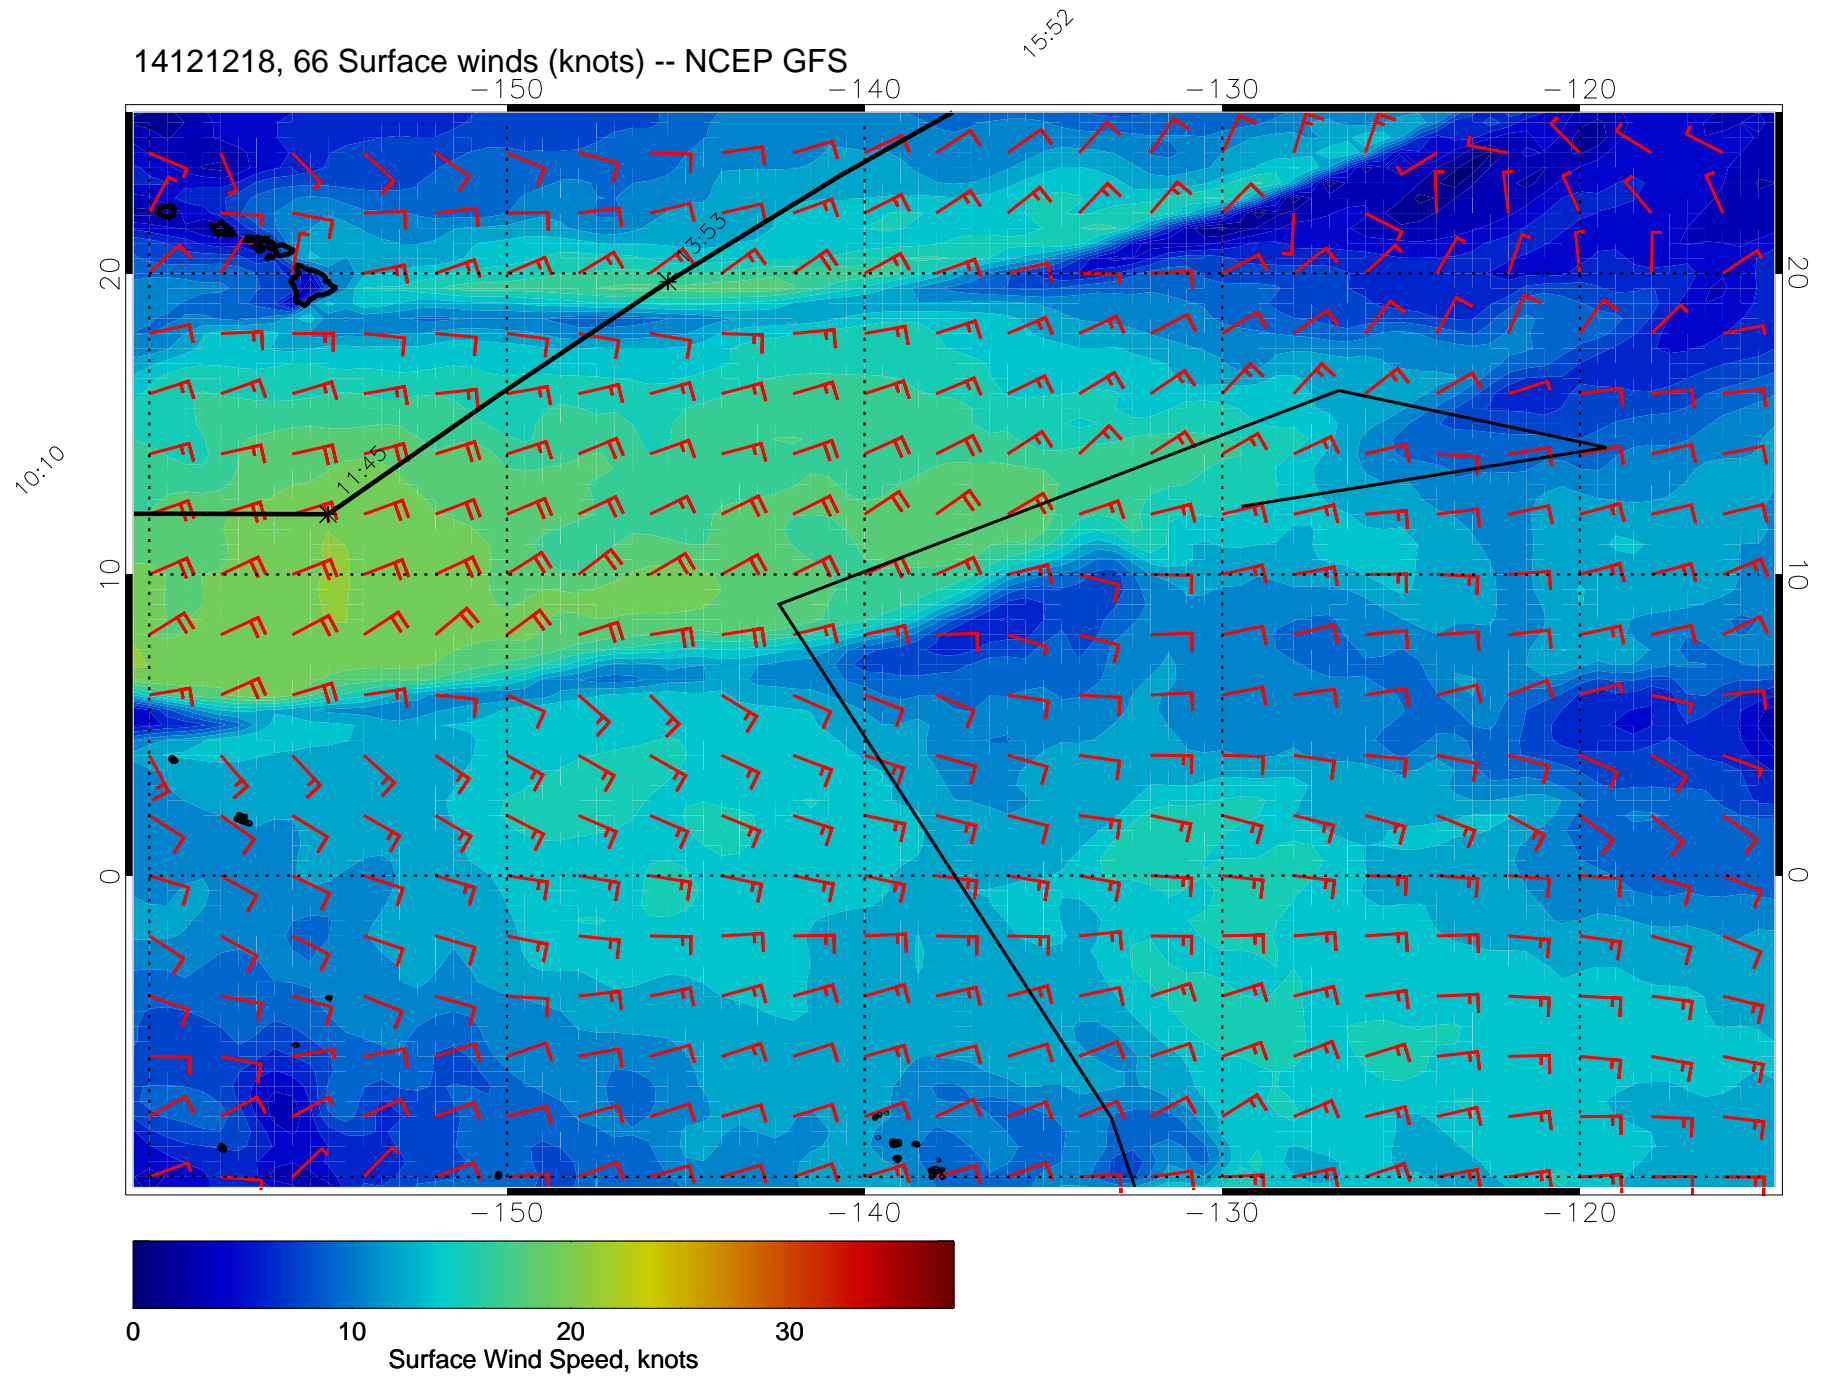 15:52
14121218, 66 Surface winds (knots) -- NCEP GFS
-150 -140 -130 -120
13:53
20 20
10:10
11:45
10 10
0 0
-150 -140 -130 -120
0 10 20 30
Surface Wind Speed, knots